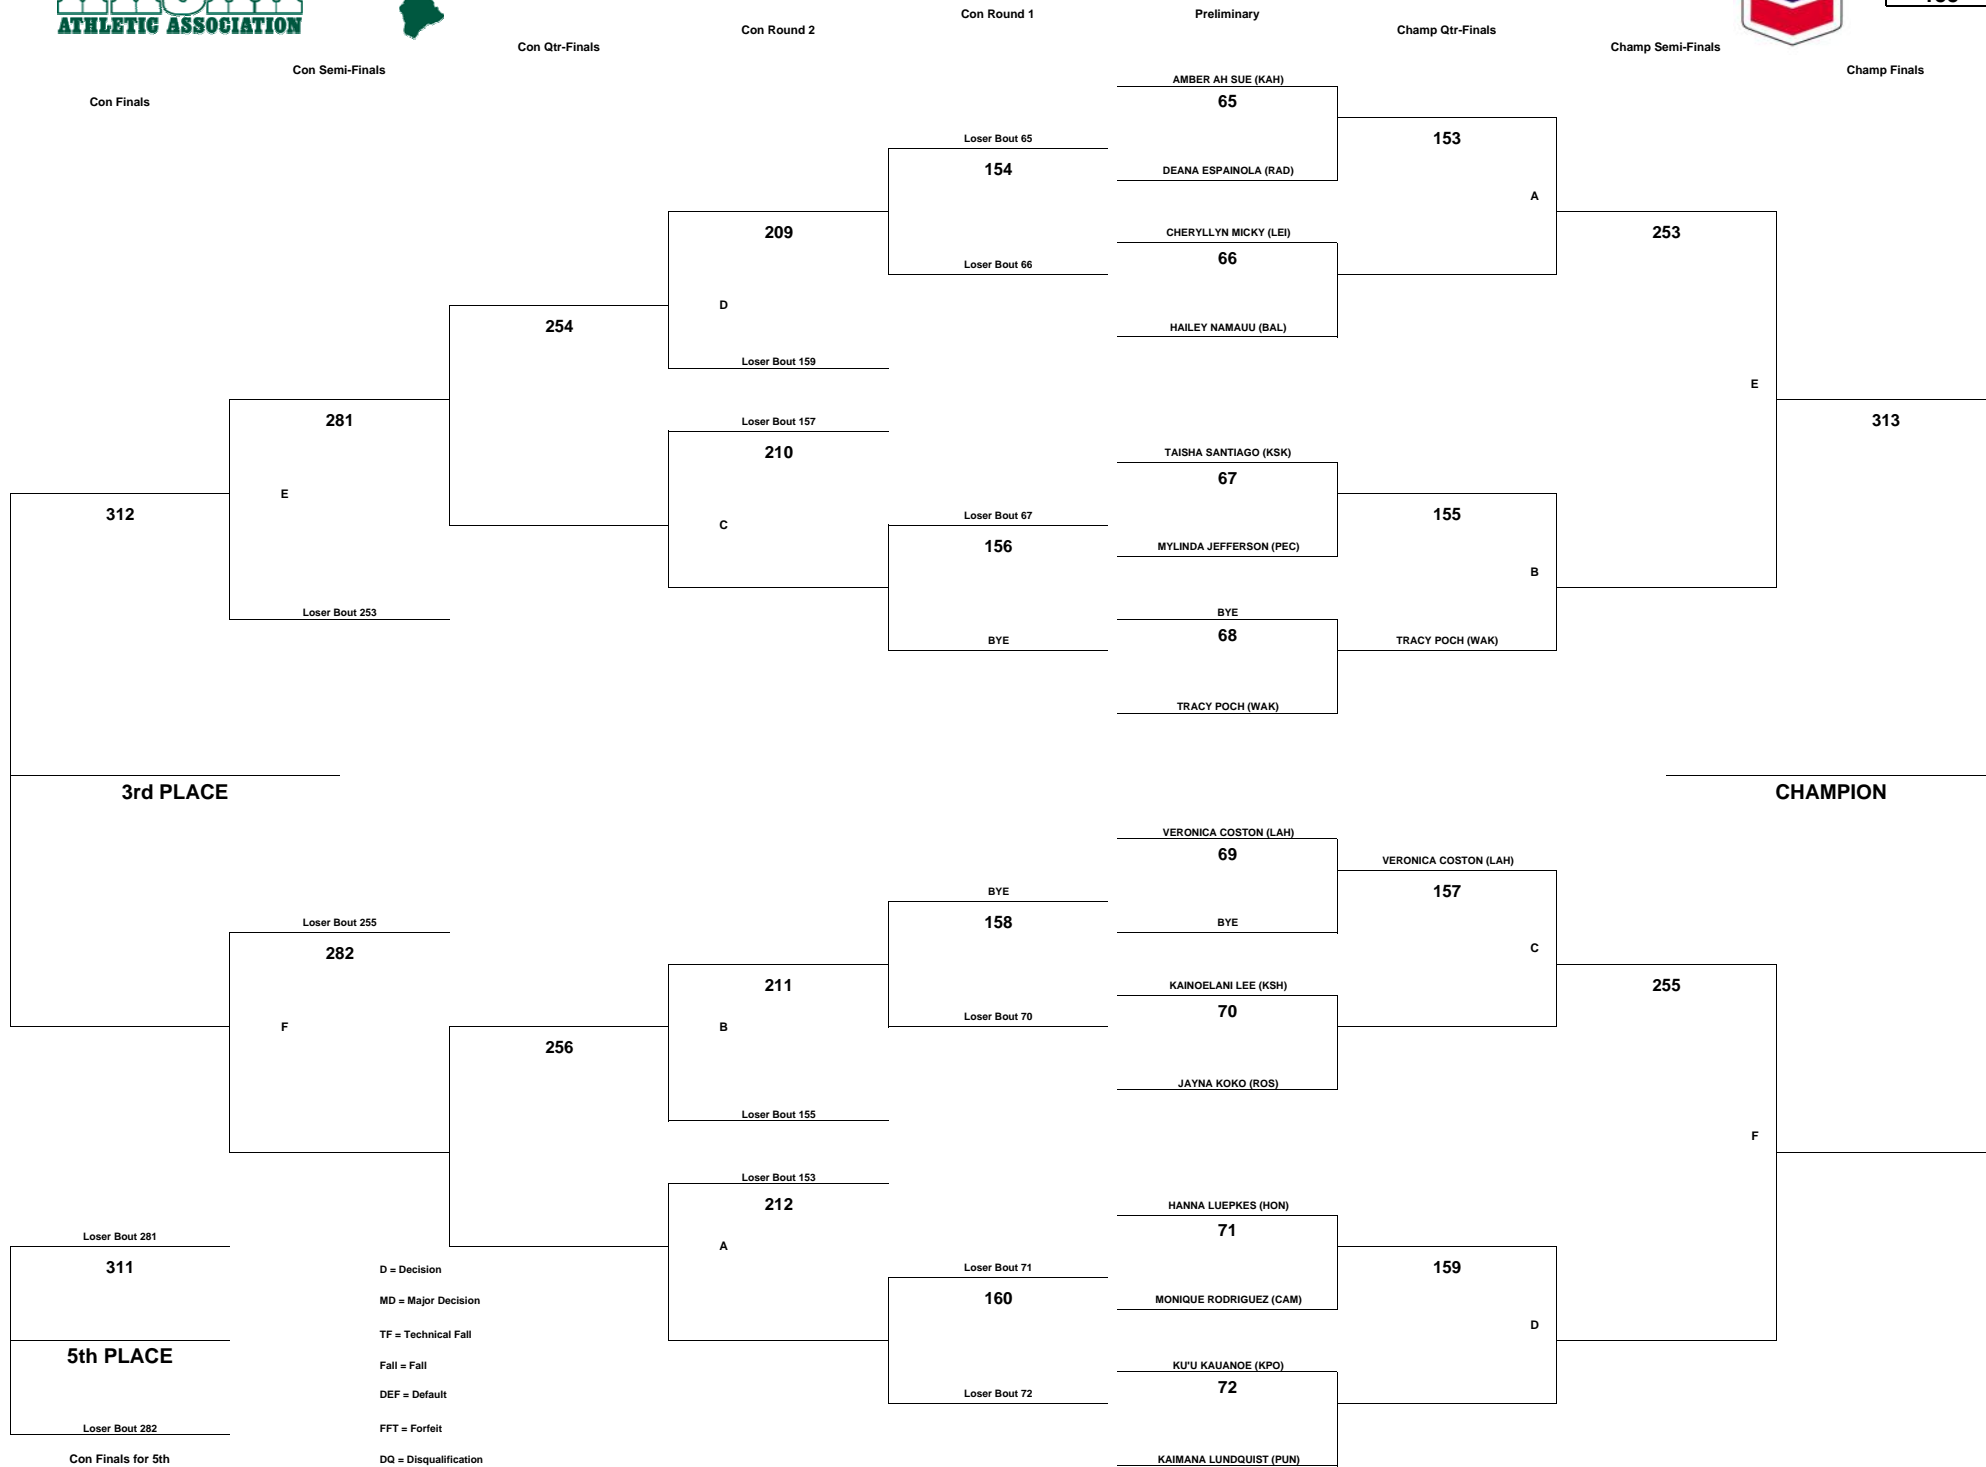 ATHLETIC ASSOCIATION
Con Round 1
Preliminary
Con Round 2
Champ Qtr-Finals
Con Qtr-Finals
Champ Semi-Finals
Con Semi-Finals
Champ Finals
Con Finals
AMBER AH SUE (KAH)
65
Loser Bout 65
153
154
DEANA ESPAINOLA (RAD)
A
209
CHERYLLYN MICKY (LEI)
253
Loser Bout 66
66
D
254
HAILEY NAMAUU (BAL)
Loser Bout 159
E
281
Loser Bout 157
313
210
TAISHA SANTIAGO (KSK)
67
E
312
Loser Bout 67
155
C
156
MYLINDA JEFFERSON (PEC)
B
Loser Bout 253
BYE
68
BYE
TRACY POCH (WAK)
TRACY POCH (WAK)
3rd PLACE
CHAMPION
VERONICA COSTON (LAH)
69
VERONICA COSTON (LAH)
BYE
157
Loser Bout 255
158
BYE
282
C
211
KAINOELANI LEE (KSH)
255
Loser Bout 70
70
F
B
256
JAYNA KOKO (ROS)
Loser Bout 155
F
Loser Bout 153
212
HANNA LUEPKES (HON)
71
Loser Bout 281
A
311
D = Decision
Loser Bout 71
159
MD = Major Decision
160
MONIQUE RODRIGUEZ (CAM)
D
TF = Technical Fall
5th PLACE
Fall = Fall
KU'U KAUANOE (KPO)
72
DEF = Default
Loser Bout 72
Loser Bout 282
FFT = Forfeit
Con Finals for 5th
DQ = Disqualification
KAIMANA LUNDQUIST (PUN)